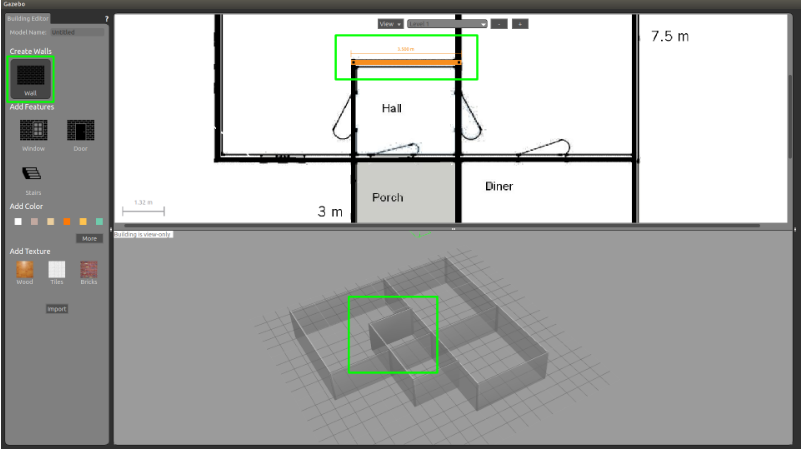 Gazebo
Building Editor
?
Model Name: Untitled
Create Walls
Wall
Add Features
Window
Door
Stairs
Add Color
More
Add Texture
Wood
Tiles
Bricks
Import
View
Level 1
-
+
7.5 m
Hall
Porch
Diner
3 m
1.32 m
Building is view-only